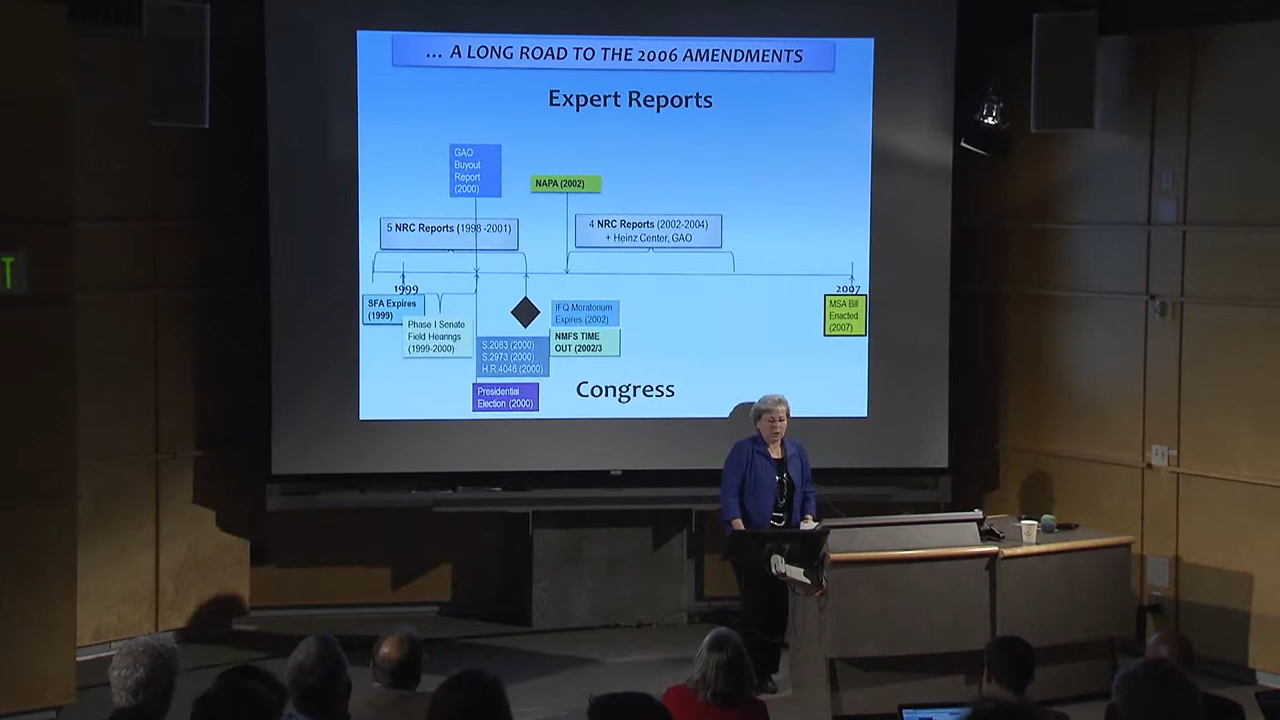 ... A LONG ROAD TO THE 2006 AMENDMENTS
Expert Reports
GAO
Buyout
Report
(2000)
NAPA (2002)
5 NRC Reports (1998-2001)
4 NRC Reports (2002-2004)
+ Heinz Center, GAO
1999
2007
SFA Expires
(1999)
Phase I Senate
Field Hearings
(1999-2000)
IFQ Moratorium
Expires (2002)
NMFS TIME
OUT (2002/3
MSA Bill
Enacted
(2007)
S.2083 (2000)
S.2973 (2000)
H.R.4046 (2000)
Presidential
Election (2000)
Congress